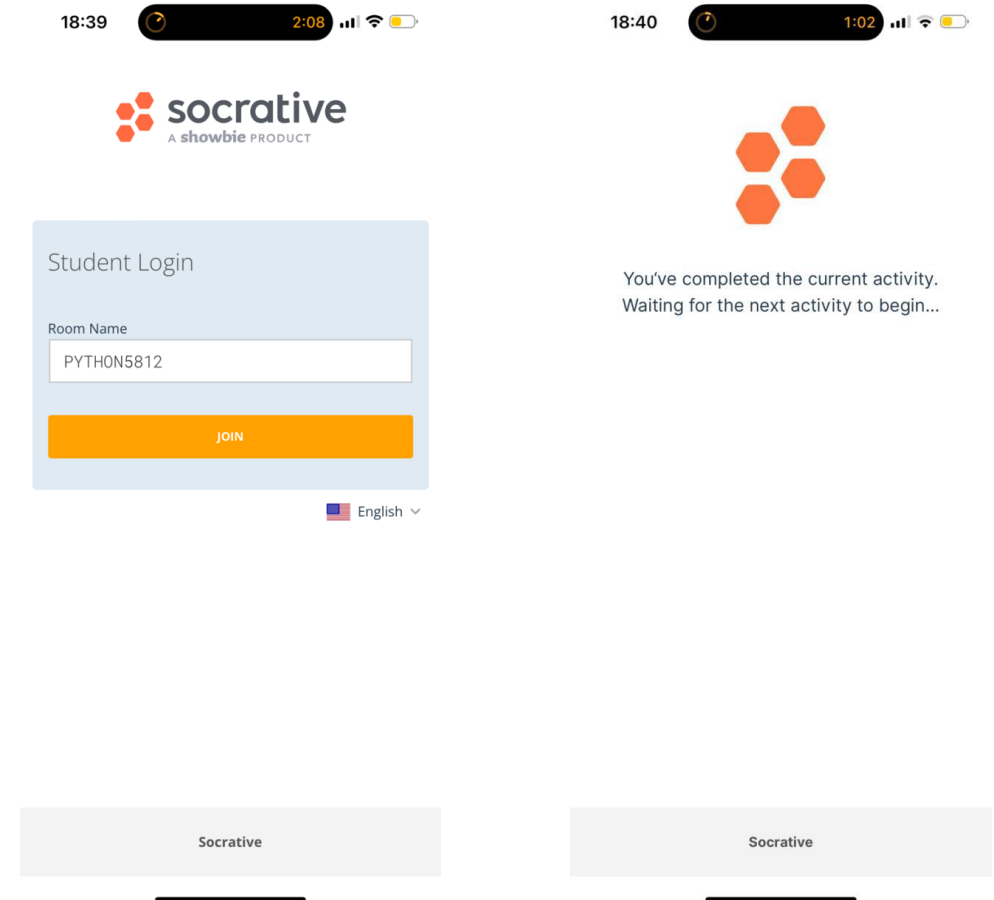 18:39
2:08
socrative
A showbie PRODUCT
Student Login
Room Name
PYTHON5812
JOIN
English
Socrative
18:40
1:02
You've completed the current activity.
Waiting for the next activity to begin...
Socrative